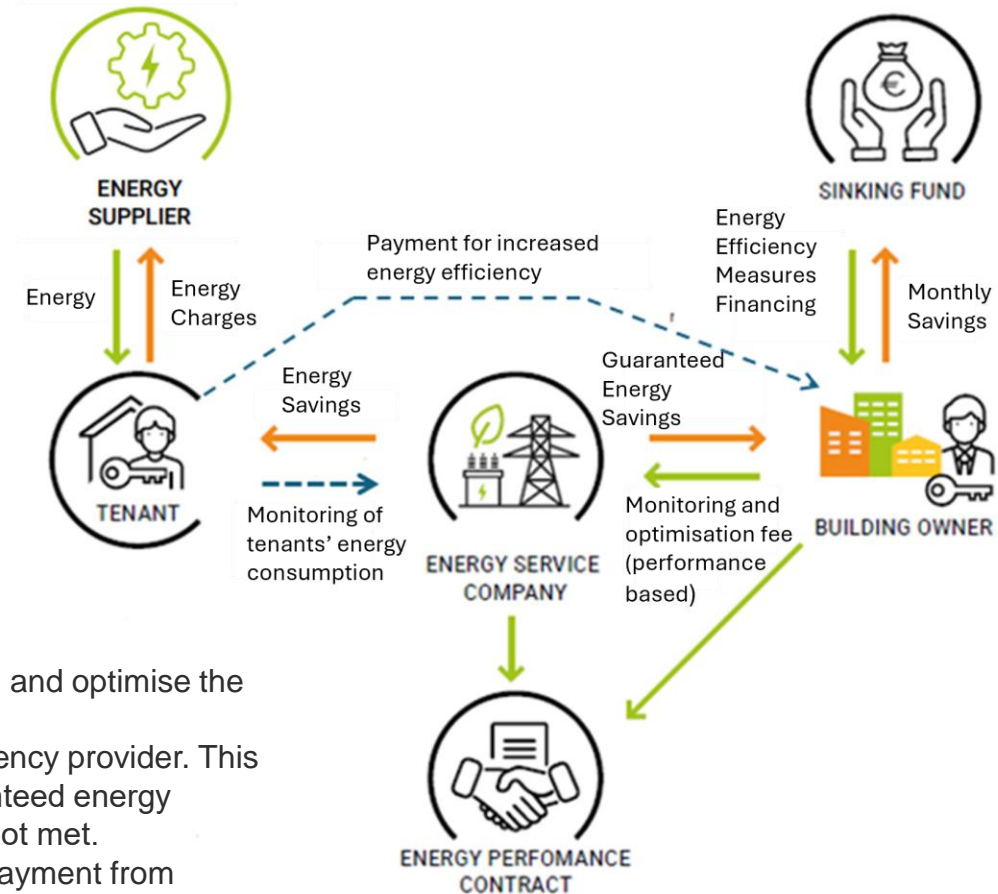 ENERGY
SUPPLIER
SINKING FUND
Payment for increased
energy efficiency
Energy
Efficiency
Measures
Financing
Energy
Energy
Charges
Monthly
Savings
Energy
Savings
Guaranteed
Energy
Savings
TENANT
Monitoring of
tenants’ energy
consumption
ENERGY SERVICE
COMPANY
Monitoring and
optimisation fee
(performance
based)
BUILDING OWNER
and optimise the
ency provider. This
nteed energy
ot met.
ayment from
ENERGY PERFOMANCE
CONTRACT